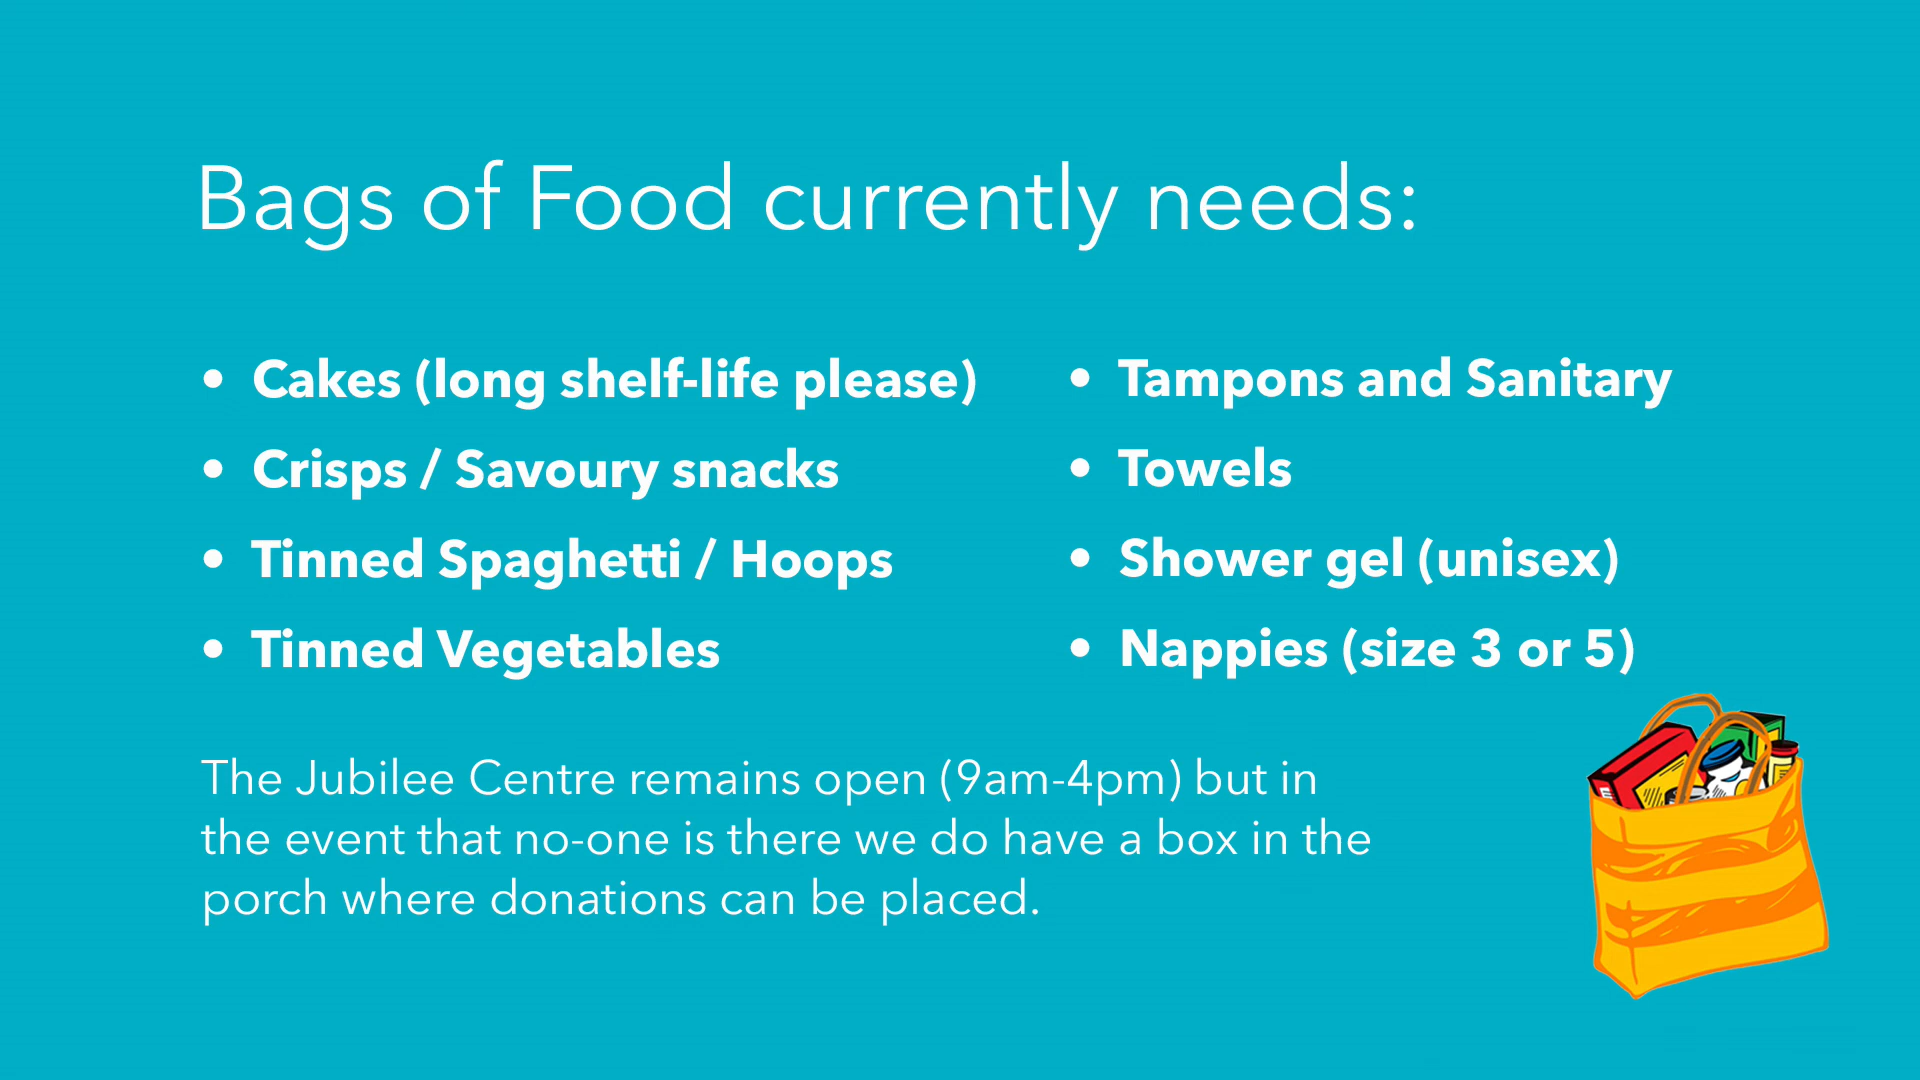 Bags of Food currently needs:
• Cakes (long shelf-life please)
• Crisps / Savoury snacks
• Tinned Spaghetti / Hoops
• Tinned Vegetables
• Tampons and Sanitary
• Towels
• Shower gel (unisex)
• Nappies (size 3 or 5)
The Jubilee Centre remains open (9am-4pm) but in
the event that no-one is there we do have a box in the
porch where donations can be placed.